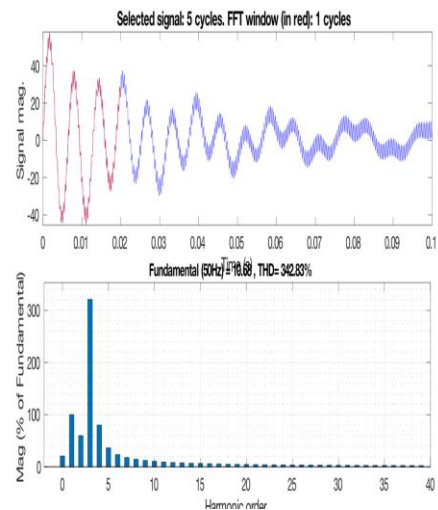 Selected signal: 5 cycles. FFT window (in red): 1 cycles
Signal mag.
40
20
0
-20
-40
0 0.01 0.02 0.03 0.04 0.05 0.06 0.07 0.08 0.09 0.1
Time (s)
Fundamental (50Hz) = 10.68 , THD= 342.83%
Mag (% of Fundamental)
300
200
100
0
0 5 10 15 20 25 30 35 40
Harmonic order